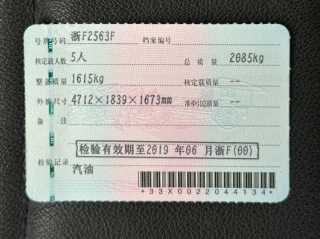 号牌号码 浙F2563F 档案编号
核定载人数 5人 总 质 量 2085kg
整备质量 1615kg 核定载质量 --
外廓尺寸 4712×1839×1673mm 准牵引总质量 --
备 注
检验有效期至2019 年06 月浙F(00)
检验记录
汽油
*33X0022044134*